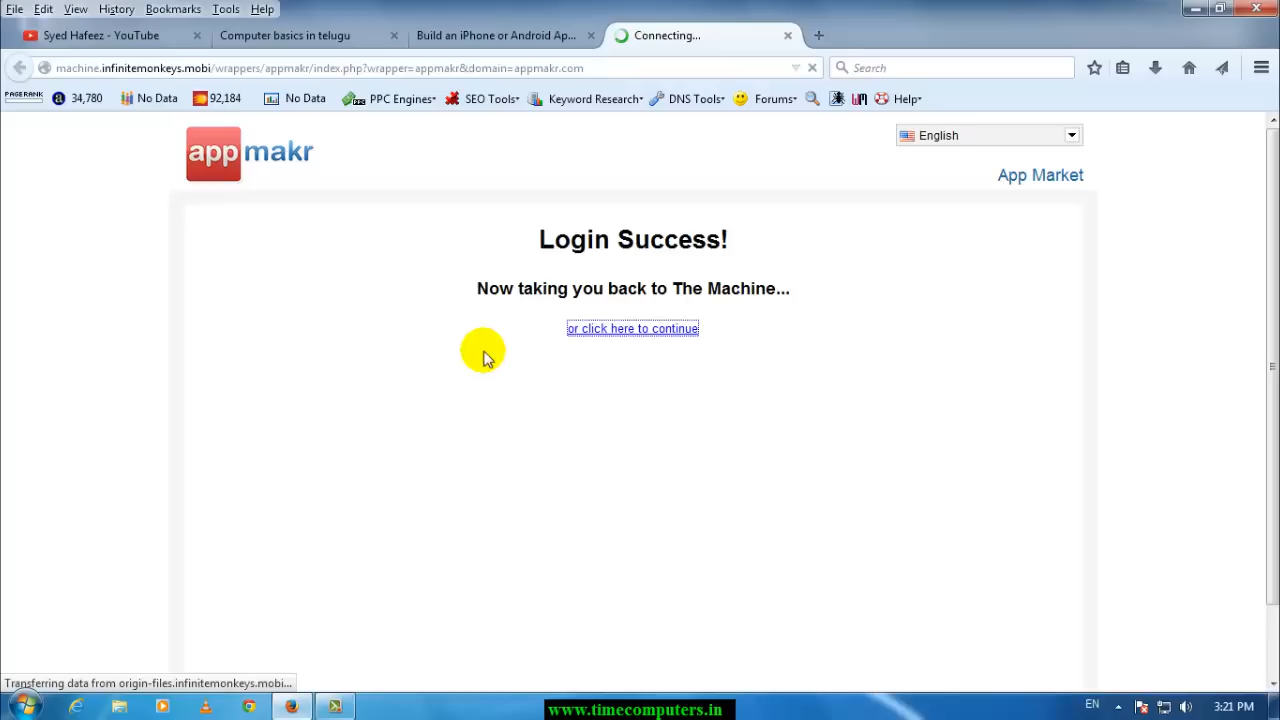 File Edit View History Bookmarks Tools Help
Syed Hafeez - YouTube
Computer basics in telugu
Build an iPhone or Android Ap...
Connecting...
machine.infinitemonkeys.mobi/wrappers/appmakr/index.php?wrapper=appmakr&domain=appmakr.com
Search
PAGERANK 34,780 No Data 92,184 No Data PPC Engines SEO Tools Keyword Research DNS Tools Forums Help
appmakr
English
App Market
Login Success!
Now taking you back to The Machine...
or click here to continue
Transferring data from origin-files.infinitemonkeys.mobi...
www.timecomputers.in
EN
3:21 PM